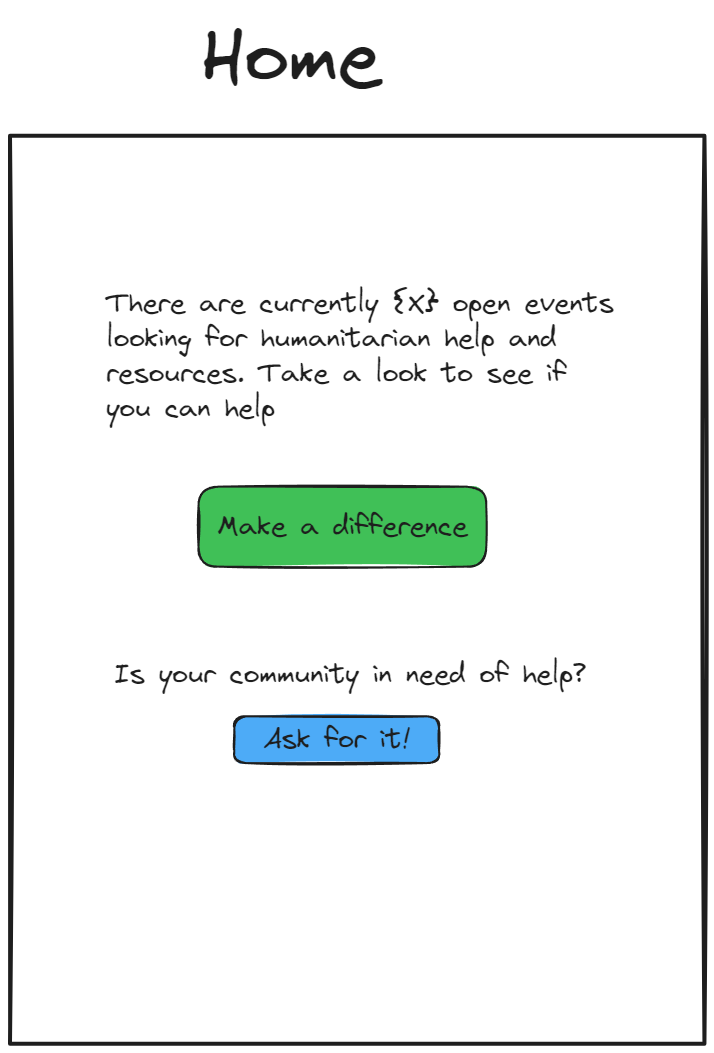 Home
There are currently {x} open events
looking for humanitarian help and
resources. Take a look to see if
you can help
Make a difference
Is your community in need of help?
Ask for it!